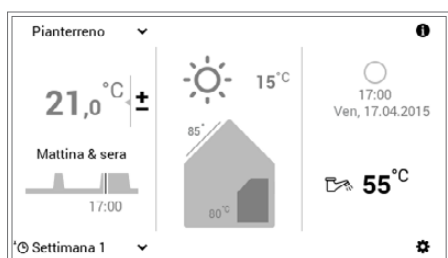 Pianterreno
21,0 °C ±
Mattina & sera
17:00
Settimana 1
15°C
85°
80°C
17:00
Ven, 17.04.2015
55°C